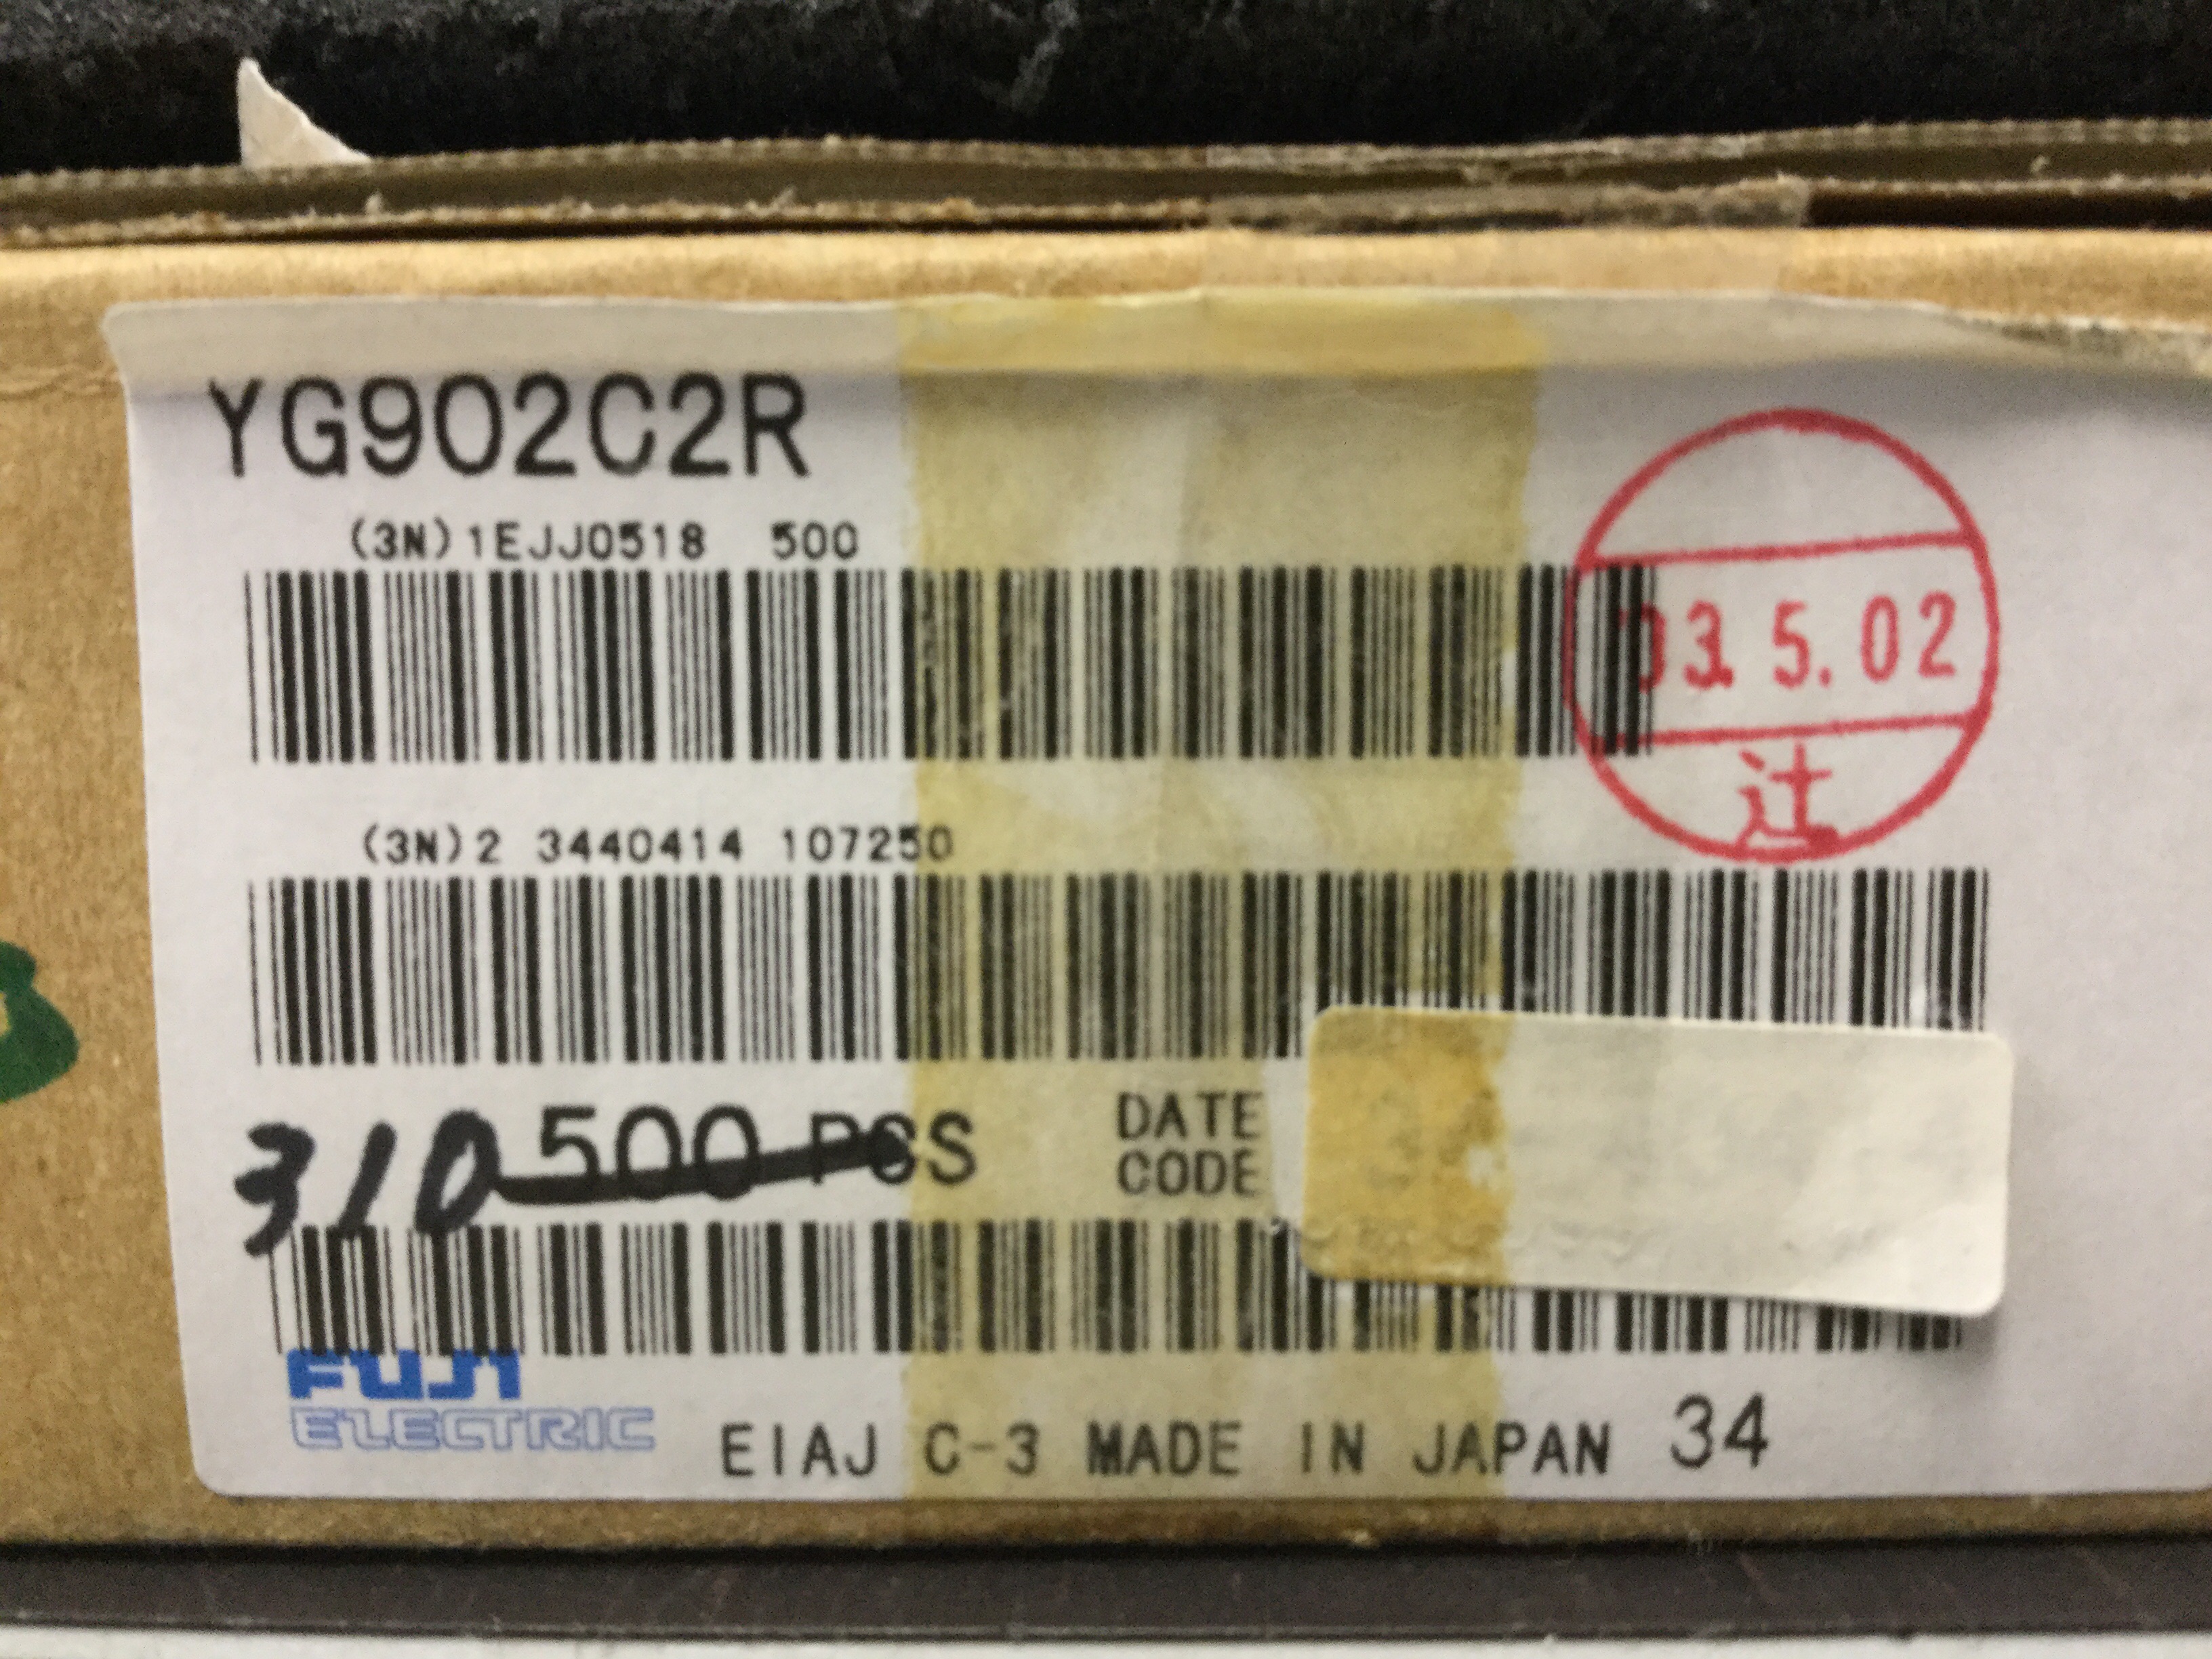 YG902C2R
(3N)1EJJ0518 500
03. 5.02
辻
(3N)2 3440414 107250
310 500 PCS
DATE
CODE
FUJI
ELECTRIC
EIAJ C-3 MADE IN JAPAN 34